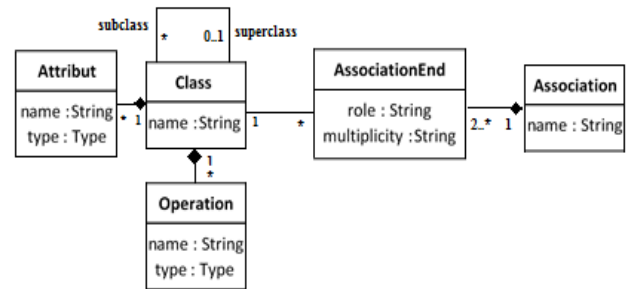 subclass
* 0..1 superclass
Attribut
name :String
type : Type
* 1
Class
name :String
1 *
AssociationEnd
role : String
multiplicity :String
2..* 1
Association
name : String
1
*
Operation
name : String
type : Type